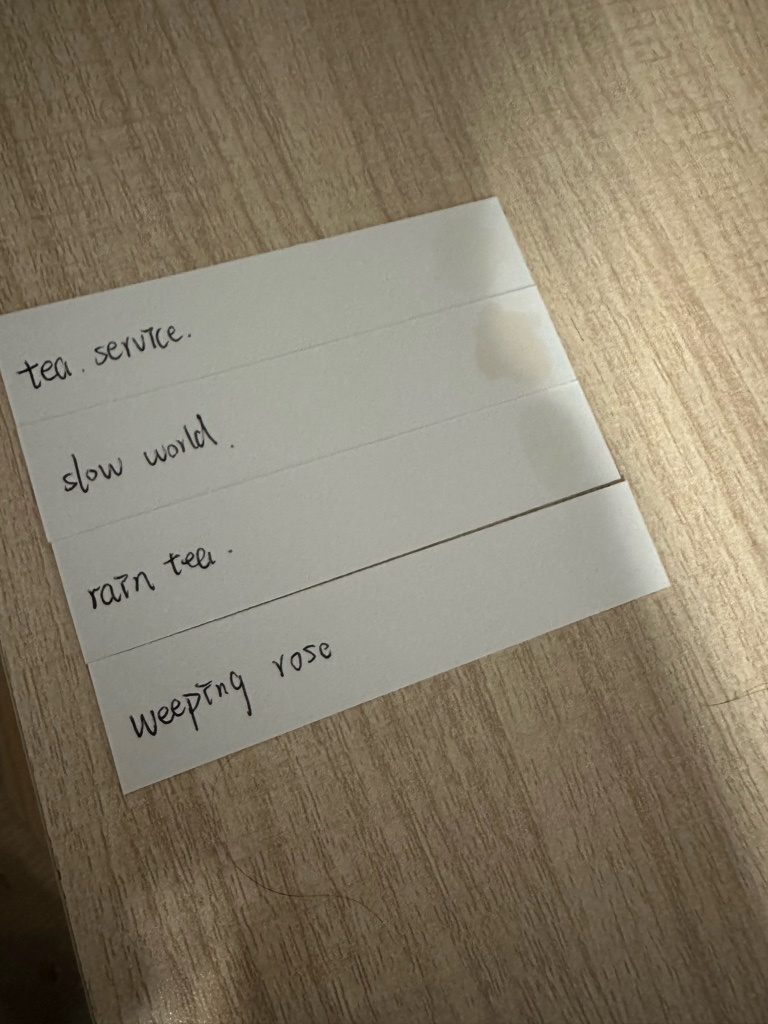 tea. service.
slow world.
rain tea.
weeping rose